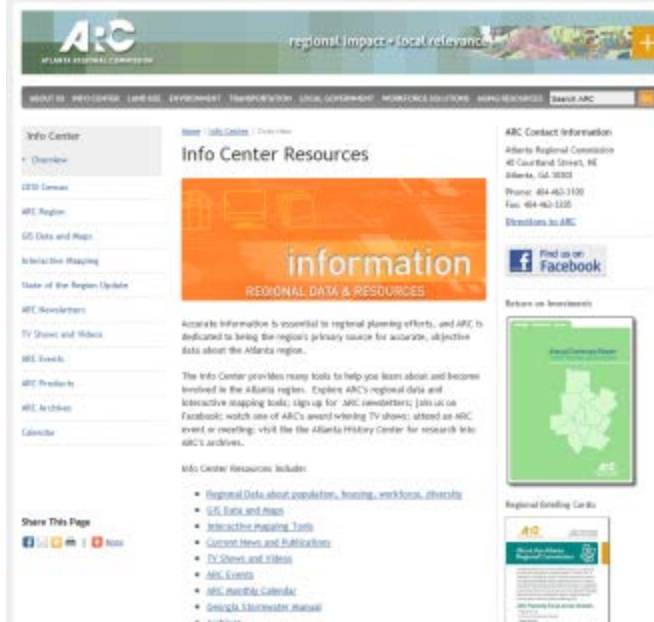 ARC
ATLANTA REGIONAL COMMISSION
regional impact + local relevance
ABOUT US INFO CENTER LAND USE ENVIRONMENT TRANSPORTATION LOCAL GOVERNMENT WORKFORCE SOLUTIONS AGING RESOURCES Search ARC
Info Center
Overview
2010 Census
ARC Region
GIS Data and Maps
Interactive Mapping
State of the Region Update
ARC Newsletters
TV Shows and Videos
ARC Events
ARC Products
ARC Archives
Calendar
Share This Page
More
Home / Info Center / Overview
Info Center Resources
information
REGIONAL DATA & RESOURCES
Accurate information is essential to regional planning efforts, and ARC is
dedicated to being the region's primary source for accurate, objective
data about the Atlanta region.
The Info Center provides many tools to help you learn about and become
involved in the Atlanta region. Explore ARC's regional data and
interactive mapping tools; sign up for ARC newsletters; join us on
Facebook; watch one of ARC's award winning TV shows; attend an ARC
event or meeting; visit the the Atlanta History Center for research into
ARC's archives.
Info Center Resources Include:
Regional Data about population, housing, workforce, diversity
GIS Data and Maps
Interactive Mapping Tools
Current News and Publications
TV Shows and Videos
ARC Events
ARC Monthly Calendar
Georgia Stormwater Manual
Archives
ARC Contact Information
Atlanta Regional Commission
40 Courtland Street, NE
Atlanta, GA 30303
Phone: 404-463-3100
Fax: 404-463-3205
Directions to ARC
Find us on
Facebook
Return on Investment:
ARC
Regional Briefing Cards:
ARC
About the Atlanta
Regional Commission